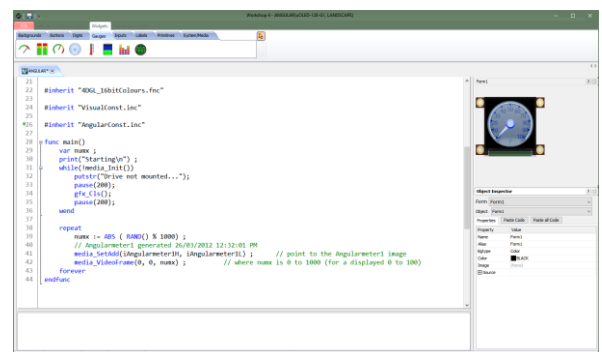 Workshop 4 - ANGULAR(uOLED-128-G1, LANDSCAPE)
File
Widgets
Backgrounds Buttons Digits Gauges Inputs Labels Primitives System/Media
ANGULAR*
21
22 #inherit "4DGL_16bitColours.fnc"
23
24 #inherit "VisualConst.inc"
25
*26 #inherit "AngularConst.inc"
27
28 func main()
29 var numx ;
30 print("Starting\n") ;
31 while(!media_Init())
32 putstr("Drive not mounted...");
33 pause(200);
34 gfx_Cls();
35 pause(200);
36 wend
37
38 repeat
39 numx := ABS ( RAND() % 1000) ;
40 // Angularmeter1 generated 26/03/2012 12:32:01 PM
41 media_SetAdd(iAngularmeter1H, iAngularmeter1L) ; // point to the Angularmeter1 image
42 media_VideoFrame(0, 0, numx) ; // where numx is 0 to 1000 (for a displayed 0 to 100)
43 forever
44 endfunc
Form1
Object Inspector
Form Form1
Object Form1
Properties Paste Code Paste all Code
Property Value
Name Form1
Alias Form1
Bgtype Color
Color BLACK
Image (None)
Source